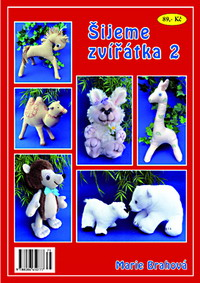 89,- Kč
Šijeme
zvířátka 2
Marie Brahová